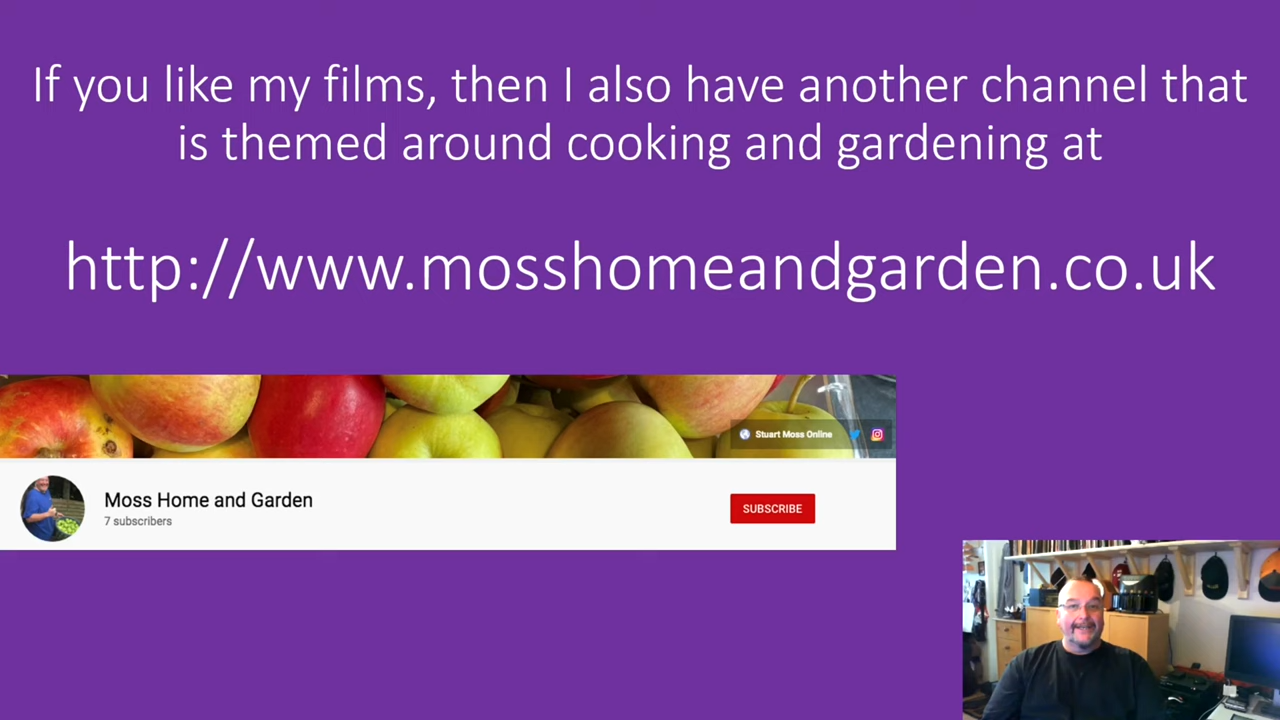 If you like my films, then I also have another channel that
is themed around cooking and gardening at
http://www.mosshomeandgarden.co.uk
Stuart Moss Online
Moss Home and Garden
7 subscribers
SUBSCRIBE